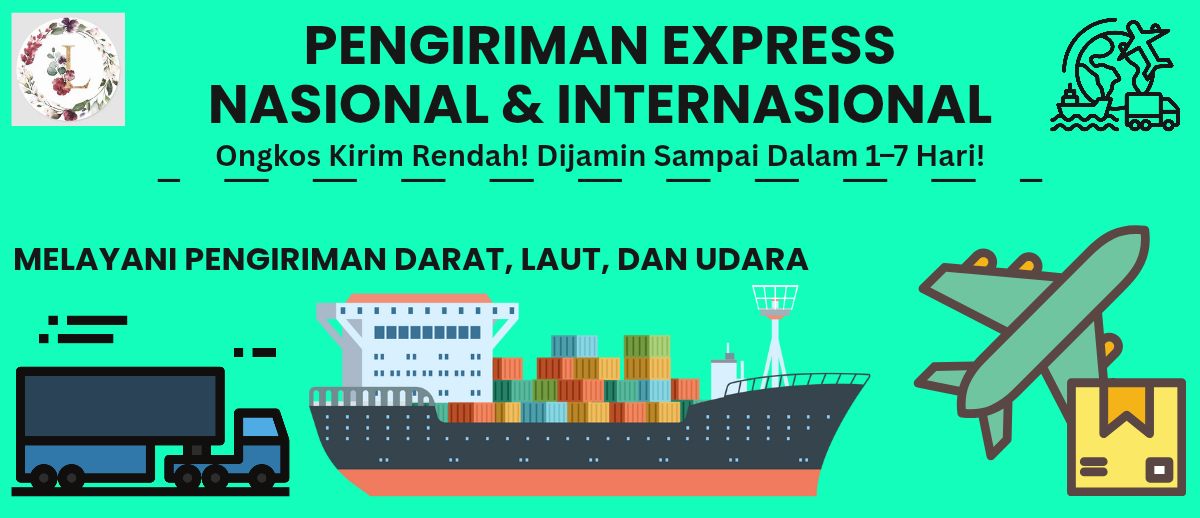 L
PENGIRIMAN EXPRESS
NASIONAL & INTERNASIONAL
Ongkos Kirim Rendah! Dijamin Sampai Dalam 1–7 Hari!
MELAYANI PENGIRIMAN DARAT, LAUT, DAN UDARA